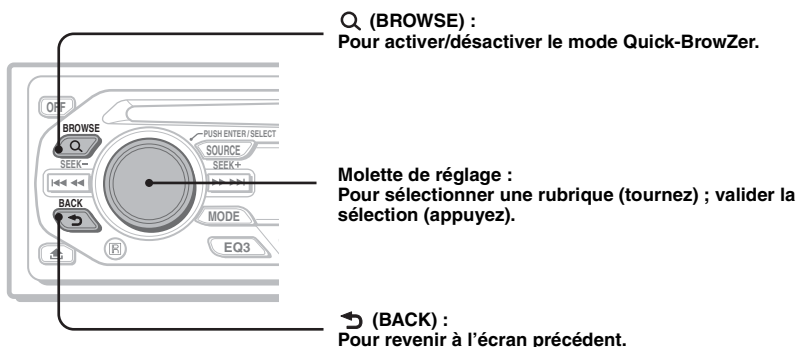 (BROWSE) :
Pour activer/désactiver le mode Quick-BrowZer.
OFF
BROWSE
PUSH ENTER/SELECT
SOURCE
SEEK−
SEEK+
Molette de réglage :
Pour sélectionner une rubrique (tournez) ; valider la
sélection (appuyez).
BACK
MODE
R
EQ3
(BACK) :
Pour revenir à l'écran précédent.